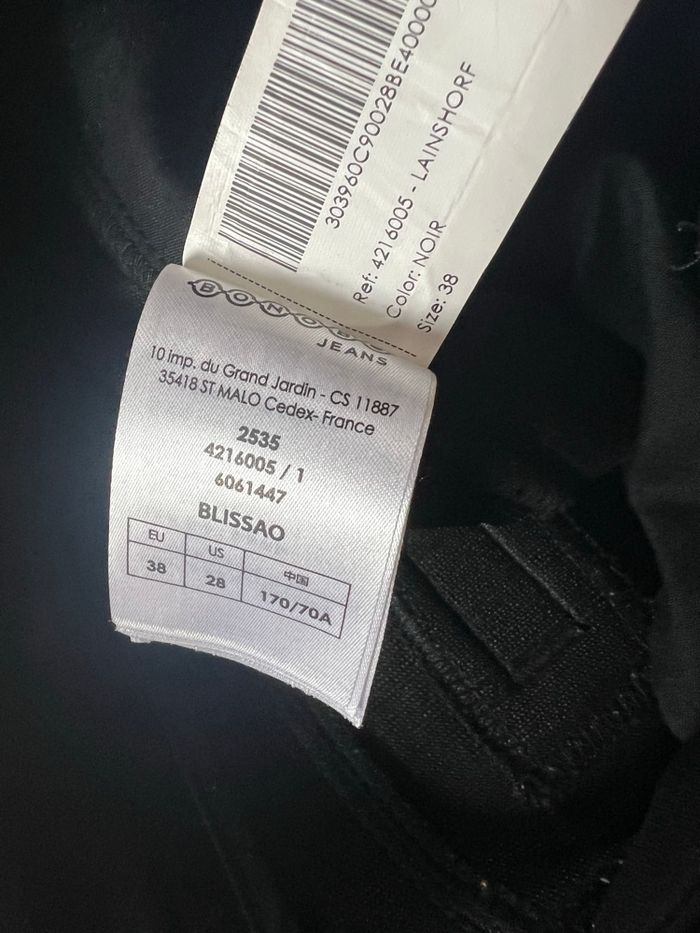 303960C90028BE40000
Ref: 4216005 - LAINSHORF
Color: NOIR
Size: 38
BONOBO
JEANS
10 imp. du Grand Jardin - CS 11887
35418 ST MALO Cedex- France
2535
4216005 / 1
6061447
BLISSAO
EU US 中国
38 28 170/70A